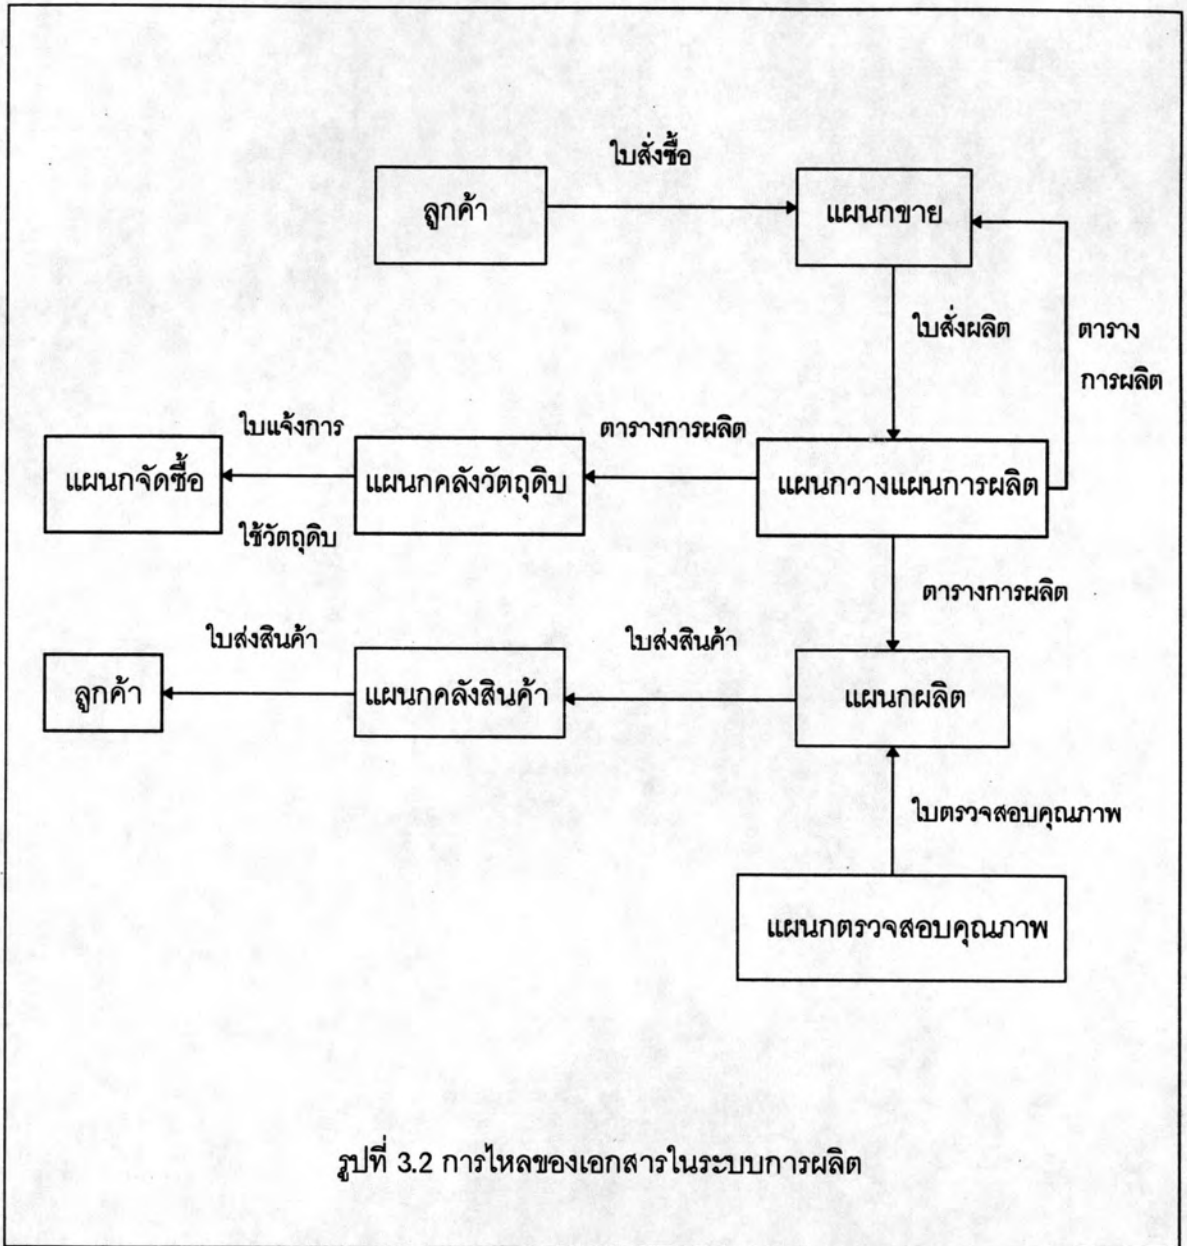 ใบสั่งซื้อ
ลูกค้า
แผนกขาย
ใบสั่งผลิต
ตาราง
การผลิต
ใบแจ้งการ
ตารางการผลิต
แผนกจัดซื้อ
แผนกคลังวัตถุดิบ
แผนกวางแผนการผลิต
ใช้วัตถุดิบ
ตารางการผลิต
ใบส่งสินค้า
ใบส่งสินค้า
ลูกค้า
แผนกคลังสินค้า
แผนกผลิต
ใบตรวจสอบคุณภาพ
แผนกตรวจสอบคุณภาพ
รูปที่ 3.2 การไหลของเอกสารในระบบการผลิต